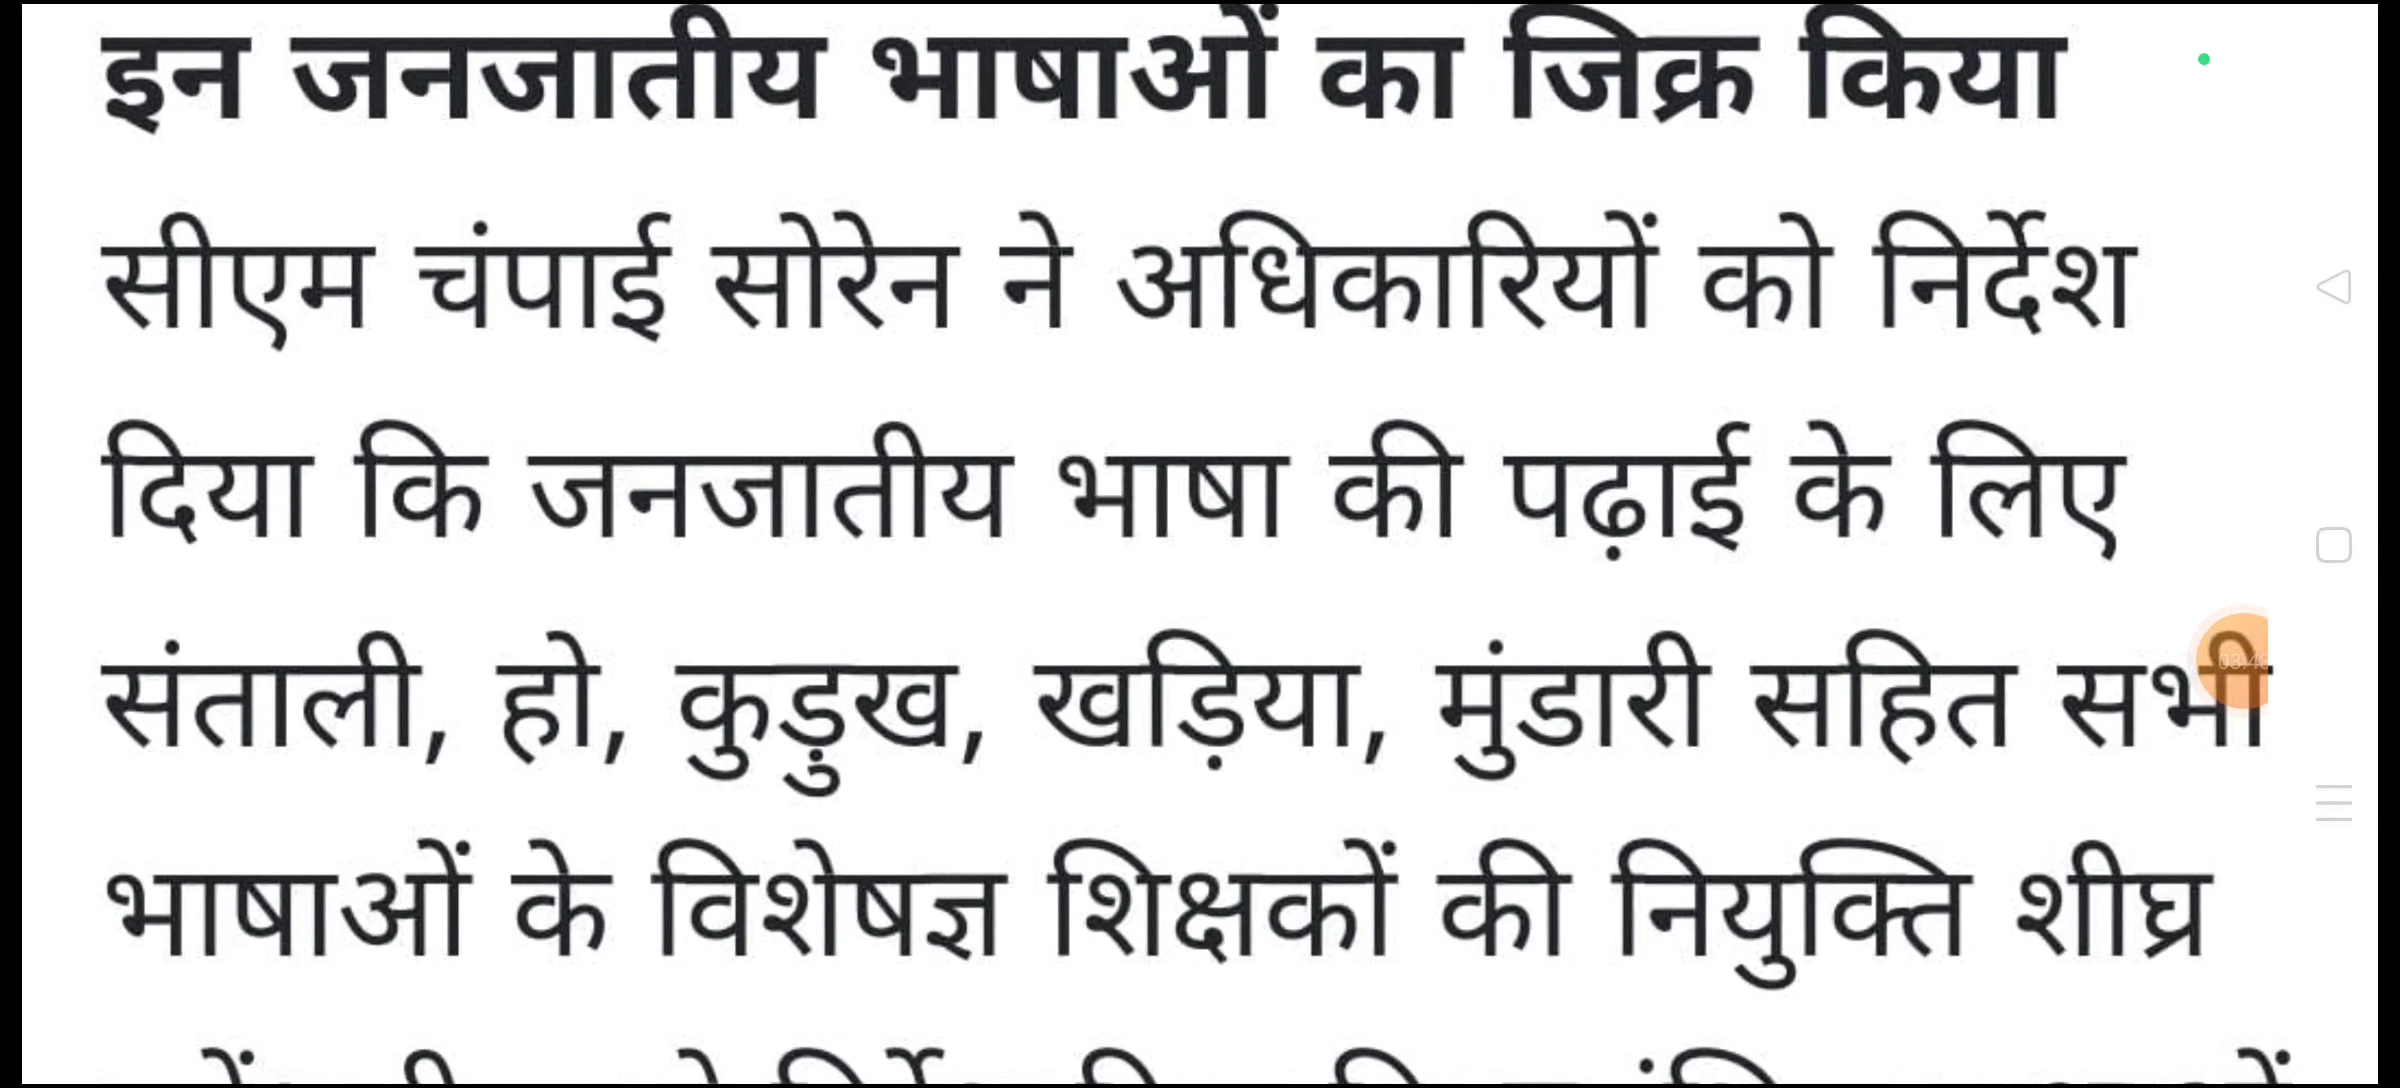 इन जनजातीय भाषाओं का जिक्र किया
सीएम चंपाई सोरेन ने अधिकारियों को निर्देश
दिया कि जनजातीय भाषा की पढ़ाई के लिए
संताली, हो, कुड़ुख, खड़िया, मुंडारी सहित सभी
भाषाओं के विशेषज्ञ शिक्षकों की नियुक्ति शीघ्र